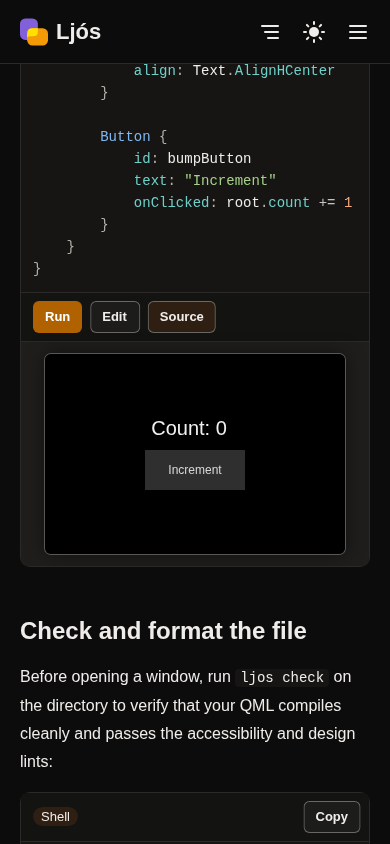 Ljós
align: Text.AlignHCenter
}
Button {
id: bumpButton
text: "Increment"
onClicked: root.count += 1
}
}
}
Run Edit Source
Count: 0
Increment
Check and format the file
Before opening a window, run ljos check on
the directory to verify that your QML compiles
cleanly and passes the accessibility and design
lints:
Shell Copy